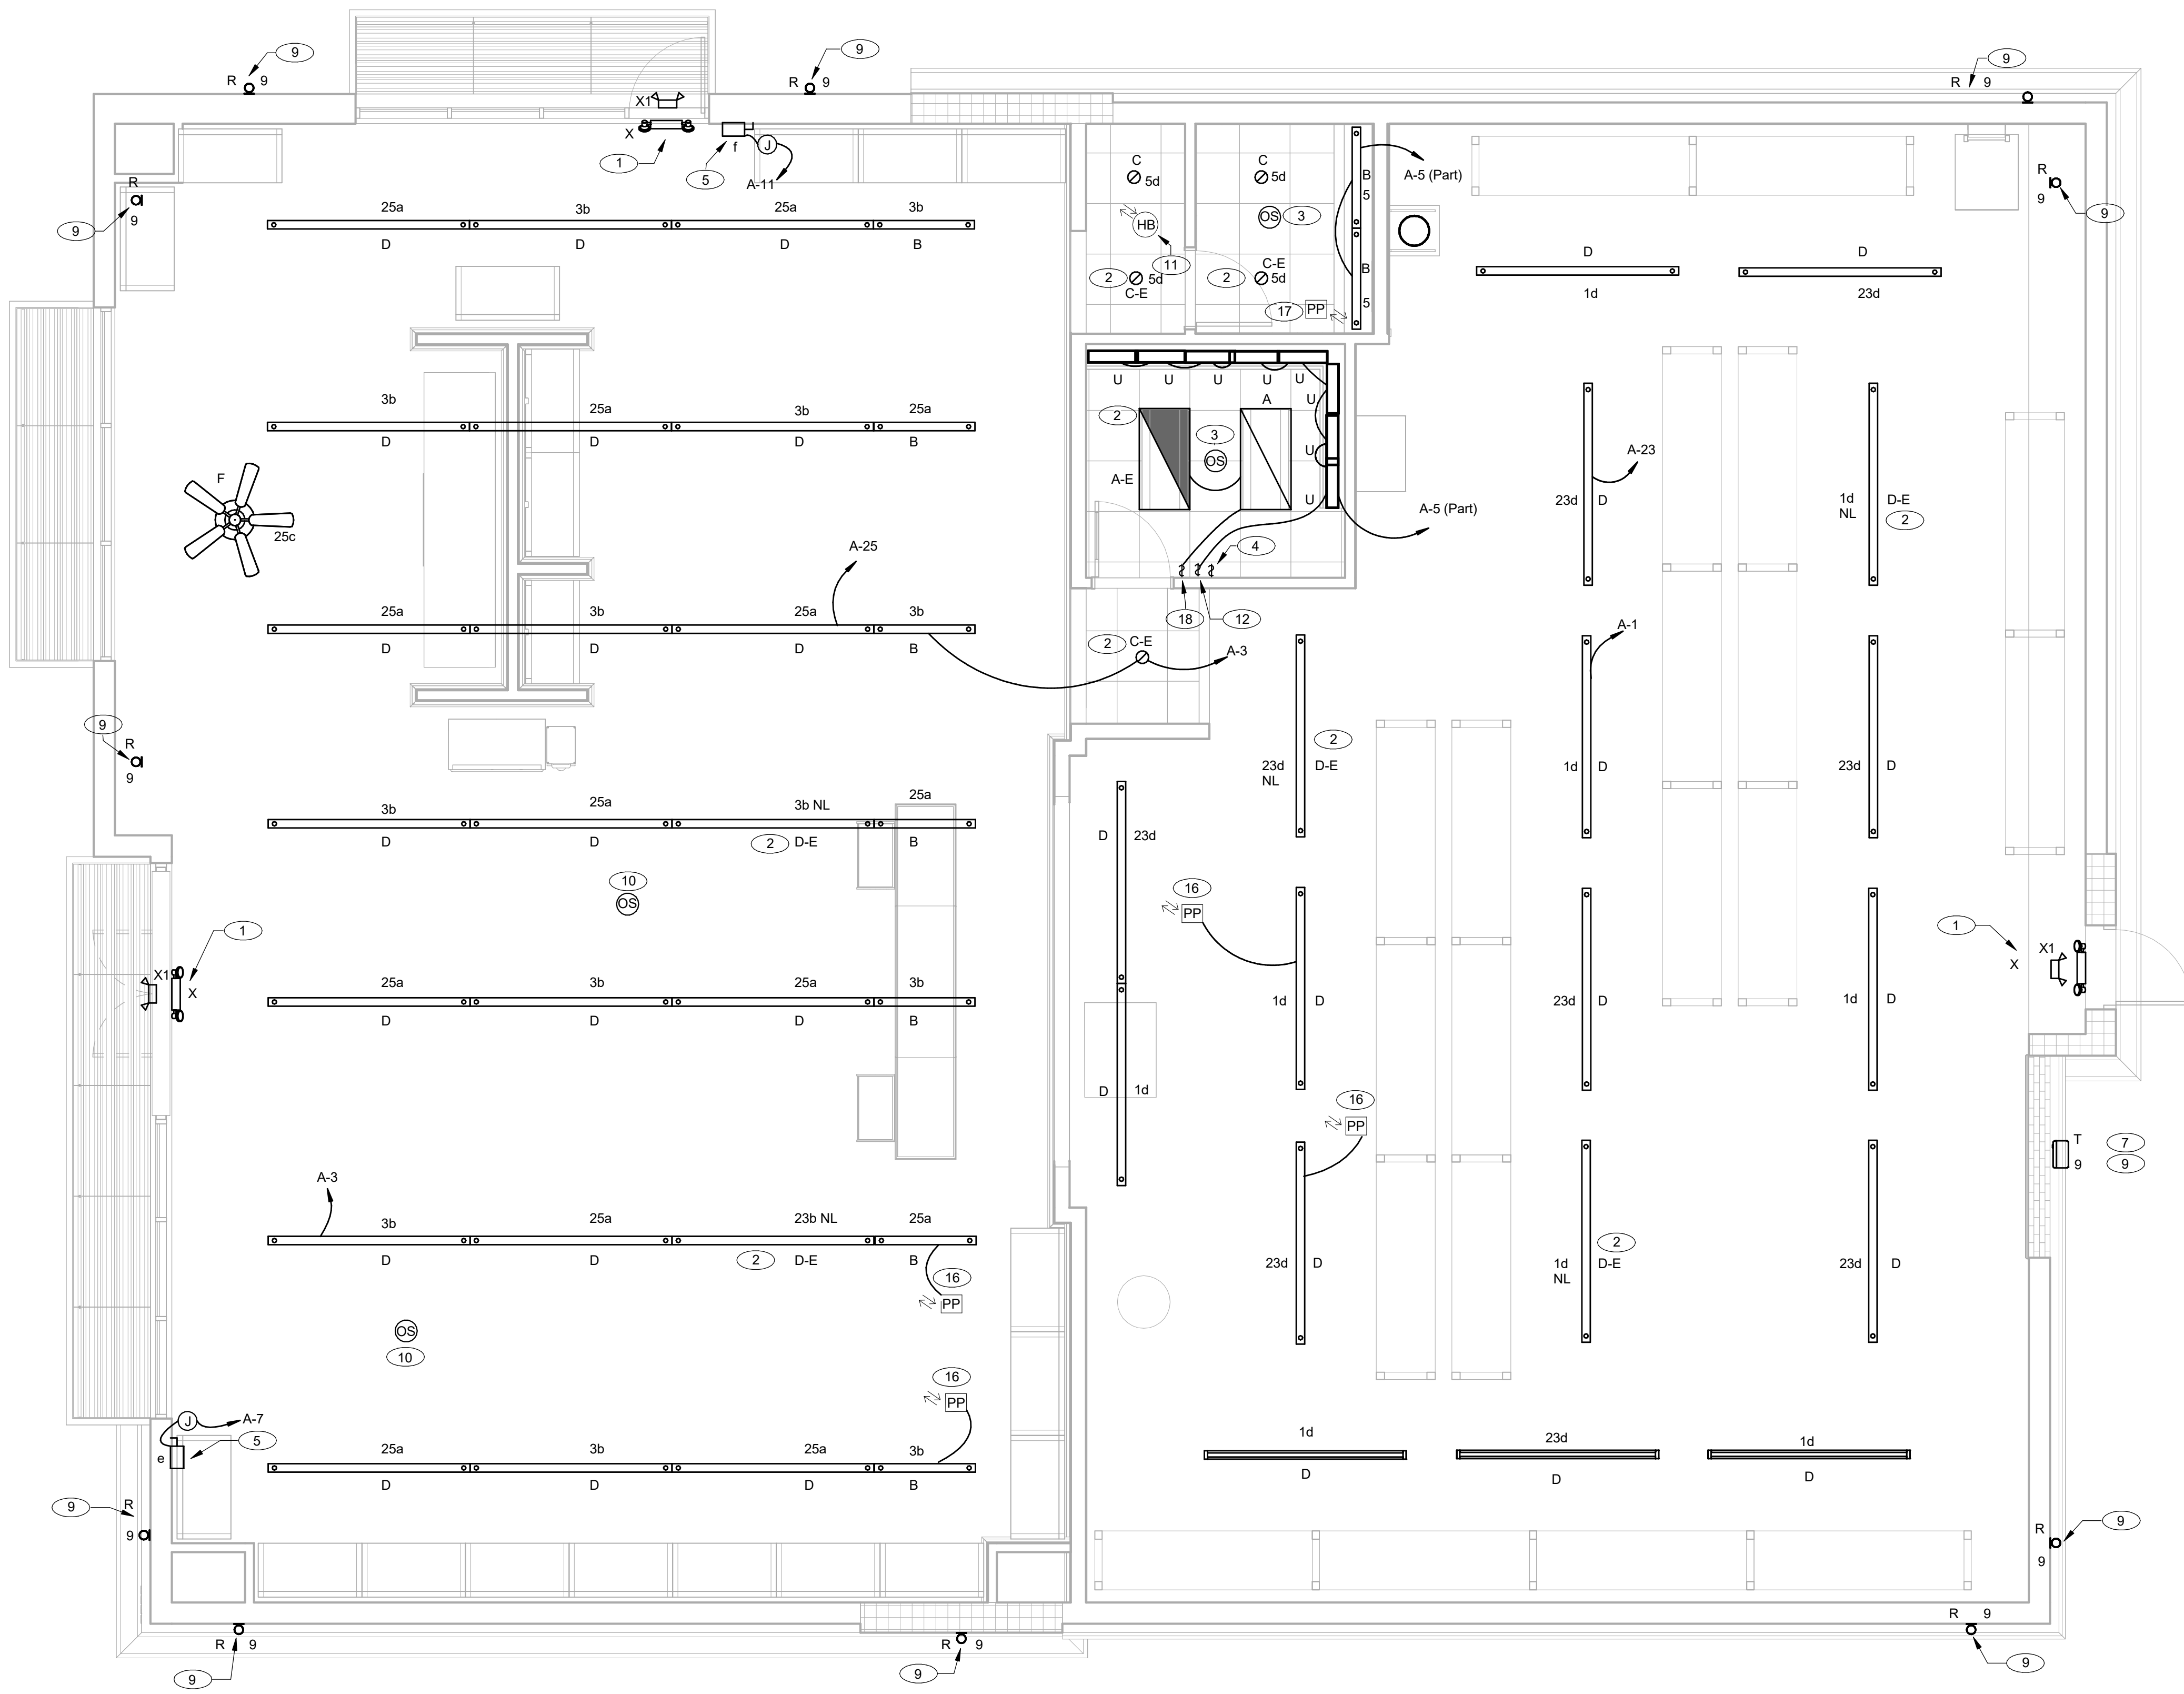 9
R 9
9
R 9
9
R 9
X1
X
1
f
5
J
A-11
R
9
9
C
5d
C
5d
B
5
A-5 (Part)
HB
11
OS
3
2
5d
C-E
2
C-E
5d
B
5
17
PP
R
9
9
25a
3b
25a
3b
D
D
D
B
D
1d
D
23d
3b
25a
3b
25a
D
D
D
B
U
U
U
U
U
U
U
U
2
A-E
3
OS
A
A-5 (Part)
4
18
12
F
25c
A-25
25a
3b
25a
3b
D
D
D
B
2
C-E
A-3
A-23
23d D
1d
NL
D-E
2
A-1
23d
NL
2
D-E
1d D
23d D
9
R
9
3b
25a
3b NL
25a
D
D
2
D-E
B
10
OS
D 23d
16
PP
1
X1
X
25a
3b
25a
3b
D
D
D
B
1d D
23d D
1d D
1
X1
X
D 1d
16
PP
T
9
7
9
A-3
3b
25a
23b NL
25a
D
D
2
D-E
B
16
PP
23d D
1d
NL
2
D-E
23d D
OS
10
16
PP
J
A-7
5
e
25a
3b
25a
3b
D
D
D
B
1d
D
23d
D
1d
D
9
R
9
R
9
9
R 9
9
R 9
9
R 9
9